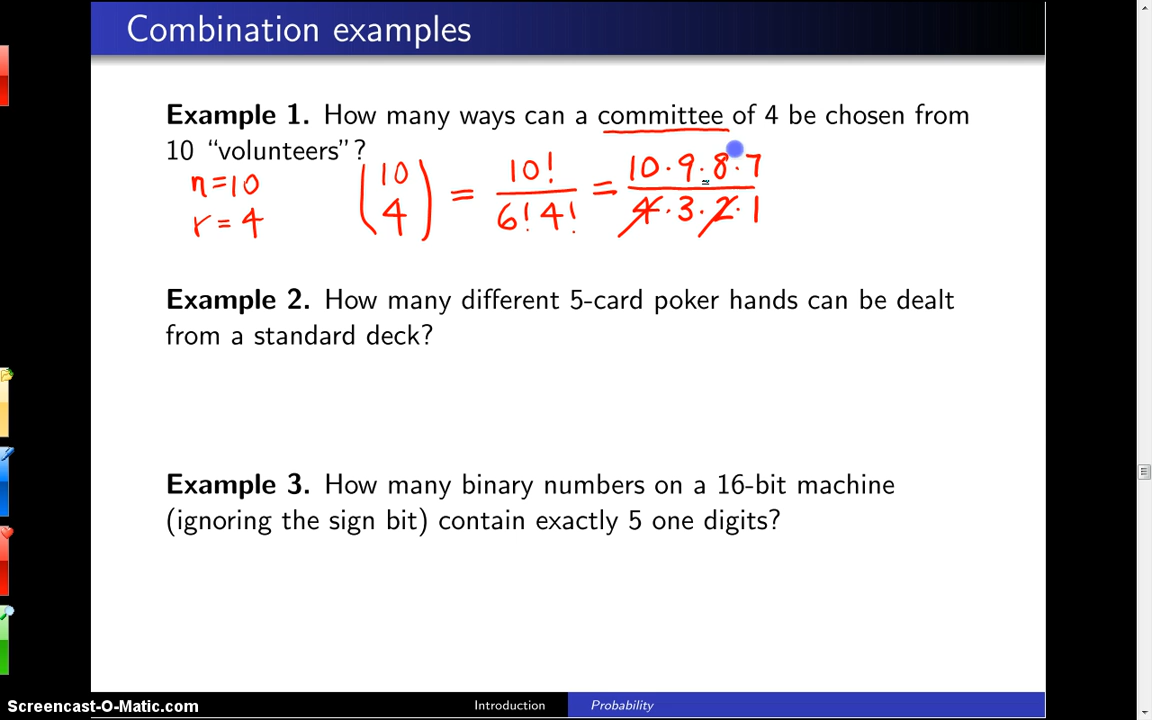 Combination examples
Example 1. How many ways can a committee of 4 be chosen from
10 “volunteers”?
n=10
r=4
(10 4) = 10!/6!4! = 10·9·8·7/4·3·2·1
Example 2. How many different 5-card poker hands can be dealt
from a standard deck?
Example 3. How many binary numbers on a 16-bit machine
(ignoring the sign bit) contain exactly 5 one digits?
Introduction Probability
Screencast-O-Matic.com